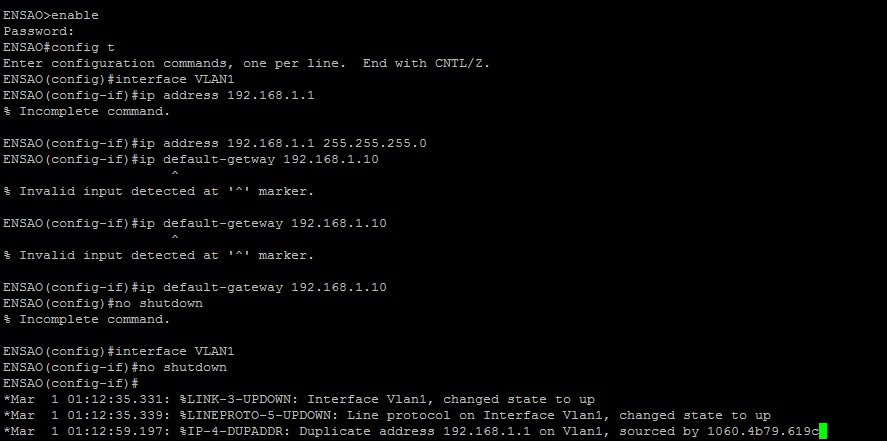 ENSAO>enable
Password:
ENSAO#config t
Enter configuration commands, one per line.  End with CNTL/Z.
ENSAO(config)#interface VLAN1
ENSAO(config-if)#ip address 192.168.1.1
% Incomplete command.
ENSAO(config-if)#ip address 192.168.1.1 255.255.255.0
ENSAO(config-if)#ip default-getway 192.168.1.10
^
% Invalid input detected at '^' marker.
ENSAO(config-if)#ip default-geteway 192.168.1.10
^
% Invalid input detected at '^' marker.
ENSAO(config-if)#ip default-gateway 192.168.1.10
ENSAO(config)#no shutdown
% Incomplete command.
ENSAO(config)#interface VLAN1
ENSAO(config-if)#no shutdown
ENSAO(config-if)#
*Mar  1 01:12:35.331: %LINK-3-UPDOWN: Interface Vlan1, changed state to up
*Mar  1 01:12:35.339: %LINEPROTO-5-UPDOWN: Line protocol on Interface Vlan1, changed state to up
*Mar  1 01:12:59.197: %IP-4-DUPADDR: Duplicate address 192.168.1.1 on Vlan1, sourced by 1060.4b79.619c